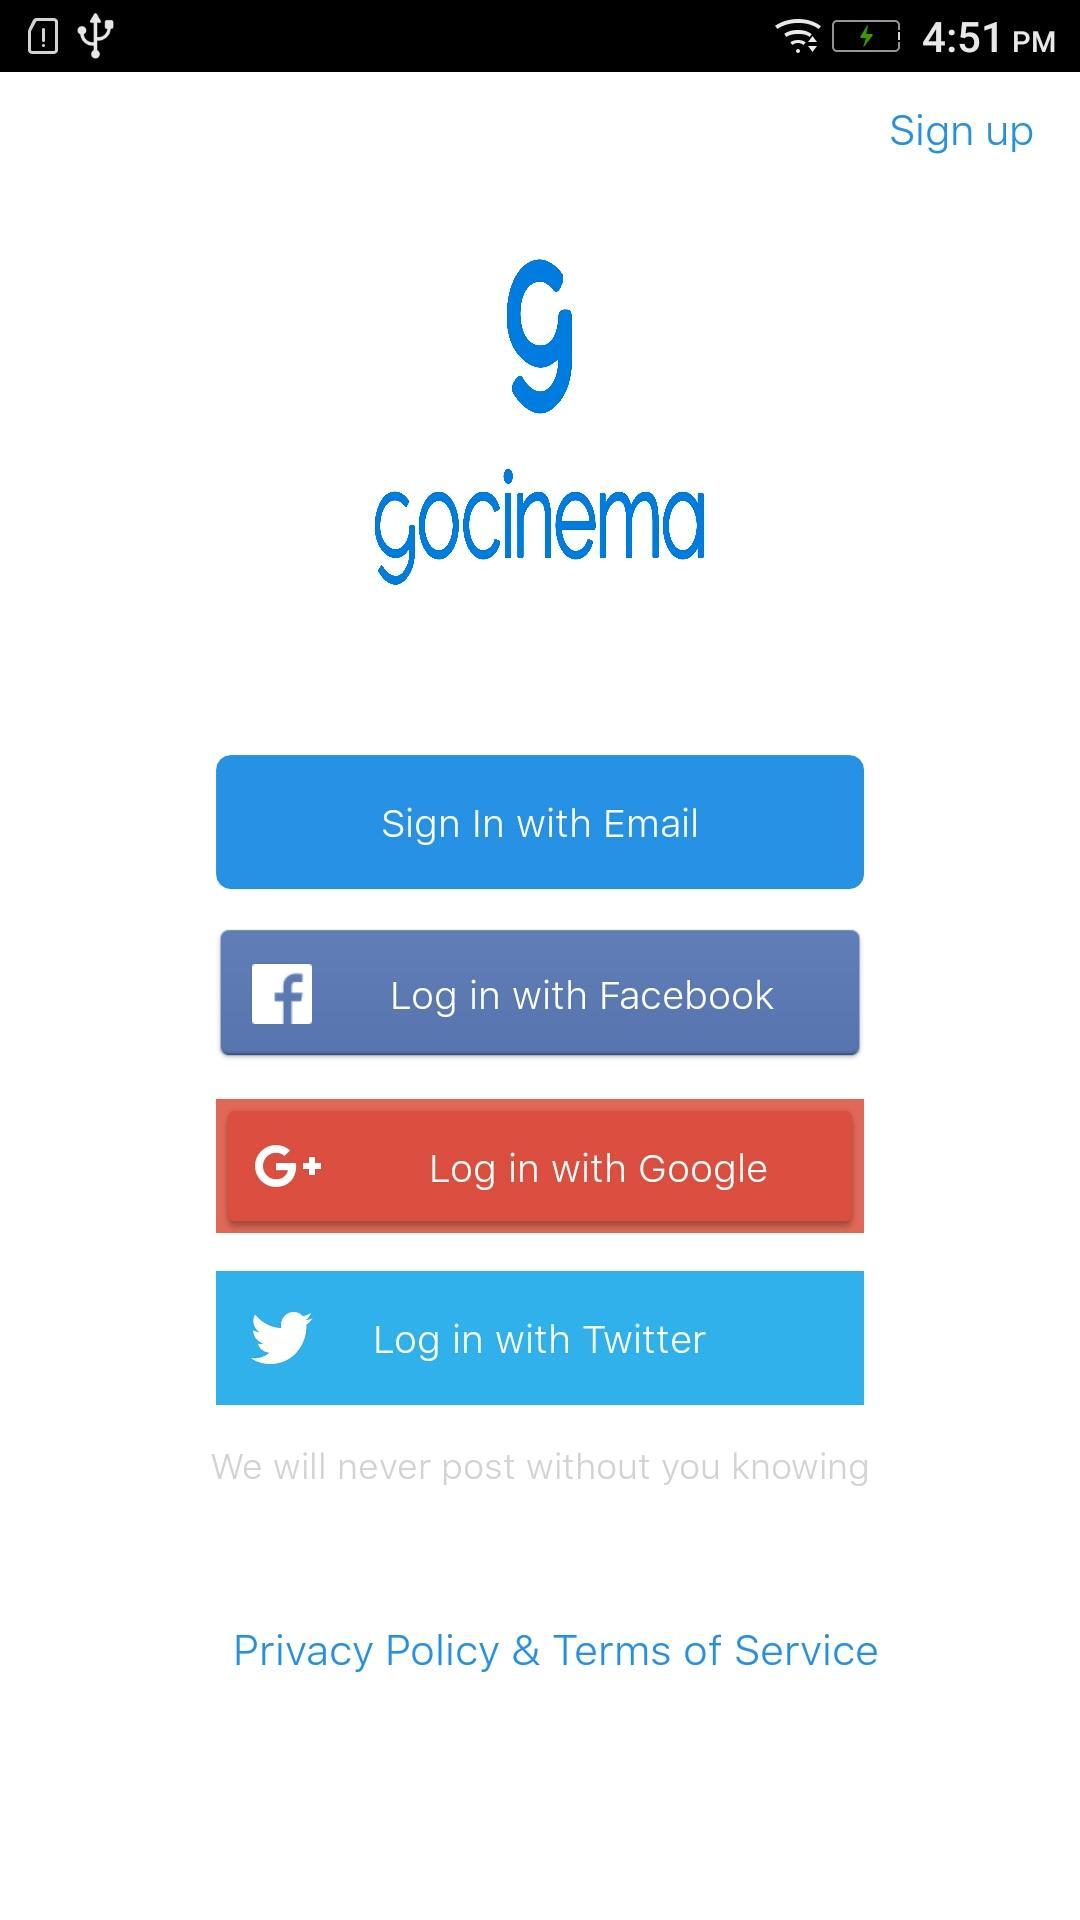 4:51 PM
Sign up
g
gocinema
Sign In with Email
Log in with Facebook
G+ Log in with Google
Log in with Twitter
We will never post without you knowing
Privacy Policy & Terms of Service